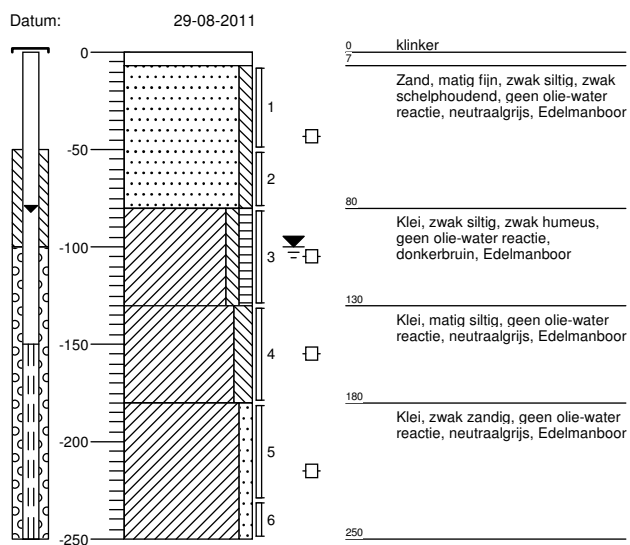 Datum: 29-08-2011
0
-50
-100
-150
-200
-250
1
2
3
4
5
6
0 klinker
7
Zand, matig fijn, zwak siltig, zwak
schelphoudend, geen olie-water
reactie, neutraalgrijs, Edelmanboor
80
Klei, zwak siltig, zwak humeus,
geen olie-water reactie,
donkerbruin, Edelmanboor
130
Klei, matig siltig, geen olie-water
reactie, neutraalgrijs, Edelmanboor
180
Klei, zwak zandig, geen olie-water
reactie, neutraalgrijs, Edelmanboor
250